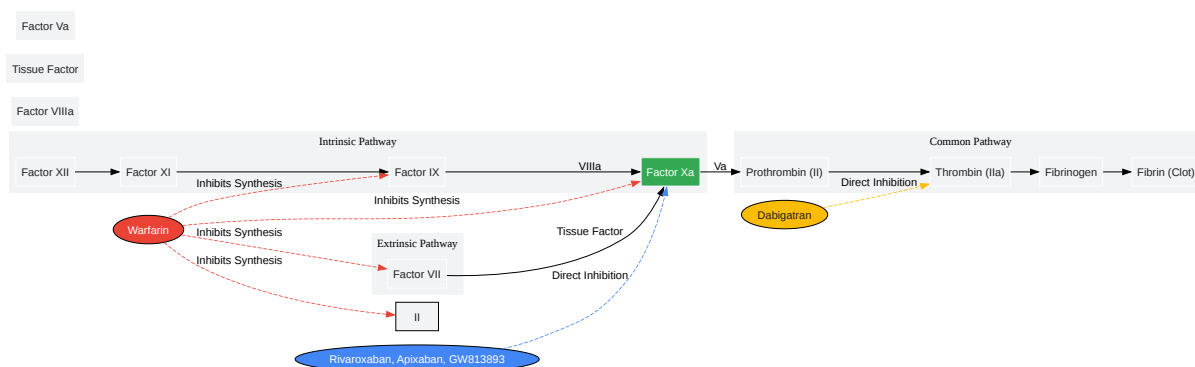 Factor Va
Tissue Factor
Factor VIIIa
Intrinsic Pathway
Common Pathway
Factor XII
Factor XI
Factor IX
VIIIa
Factor Xa
Va
Prothrombin (II)
Thrombin (IIa)
Fibrinogen
Fibrin (Clot)
Inhibits Synthesis
Direct Inhibition
Inhibits Synthesis
Dabigatran
Warfarin
Inhibits Synthesis
Tissue Factor
Extrinsic Pathway
Inhibits Synthesis
Factor VII
Direct Inhibition
II
Rivaroxaban, Apixaban, GW813893